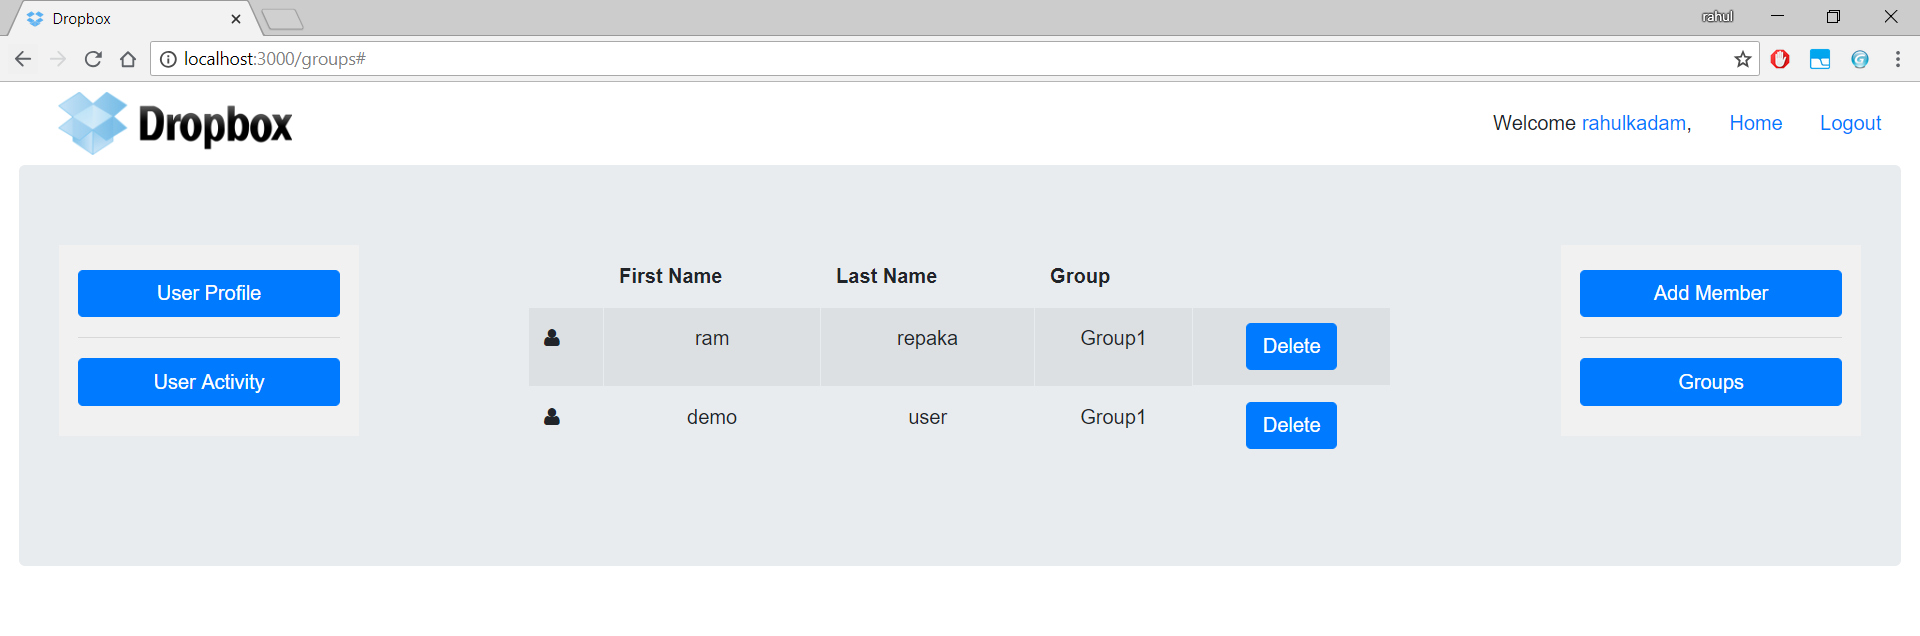 Dropbox
rahul
localhost:3000/groups#
Dropbox
Welcome rahulkadam, Home Logout
User Profile
User Activity
First Name Last Name Group
ram repaka Group1 Delete
demo user Group1 Delete
Add Member
Groups